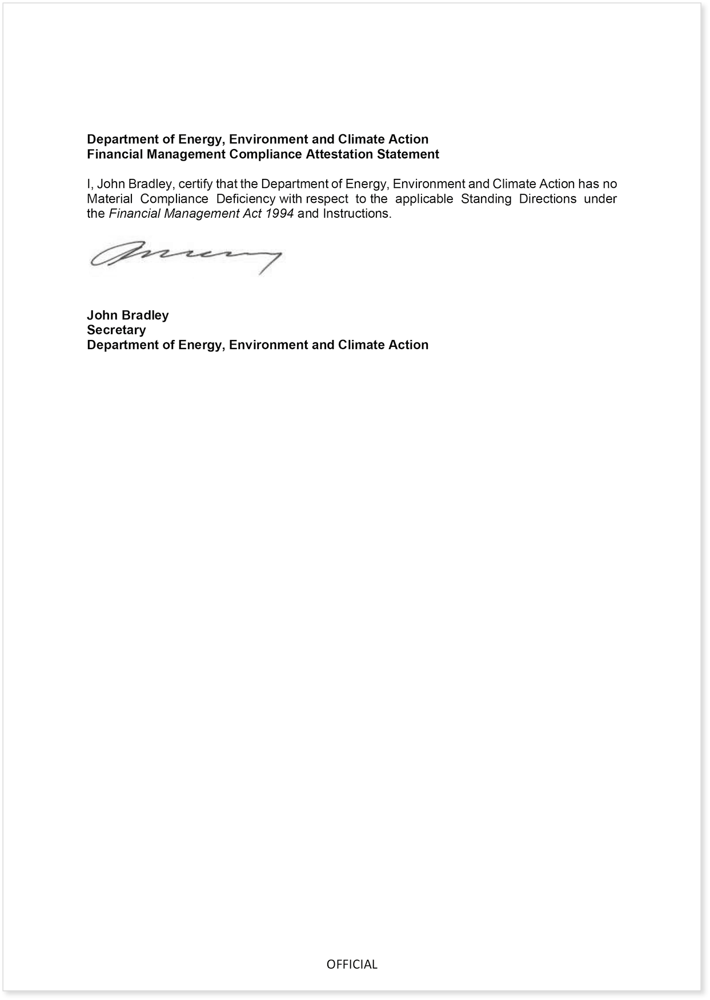 Department of Energy, Environment and Climate Action
Financial Management Compliance Attestation Statement
I, John Bradley, certify that the Department of Energy, Environment and Climate Action has no
Material Compliance Deficiency with respect to the applicable Standing Directions under
the Financial Management Act 1994 and Instructions.
John Bradley
Secretary
Department of Energy, Environment and Climate Action
OFFICIAL